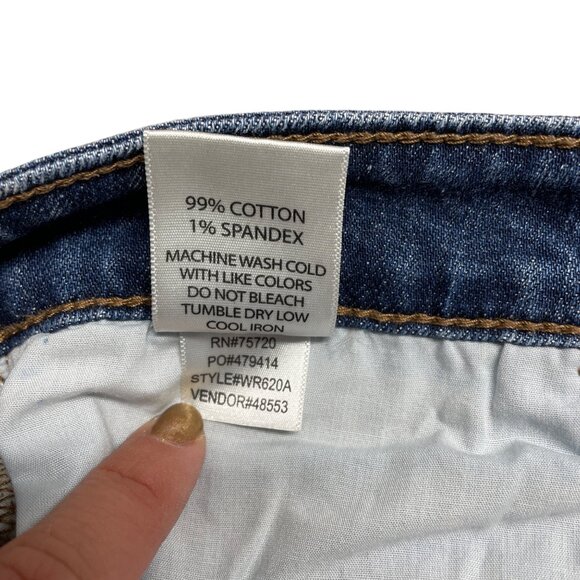 99% COTTON
1% SPANDEX
MACHINE WASH COLD
WITH LIKE COLORS
DO NOT BLEACH
TUMBLE DRY LOW
COOL IRON
RN#75720
PO#479414
STYLE#WR620A
VENDOR#48553